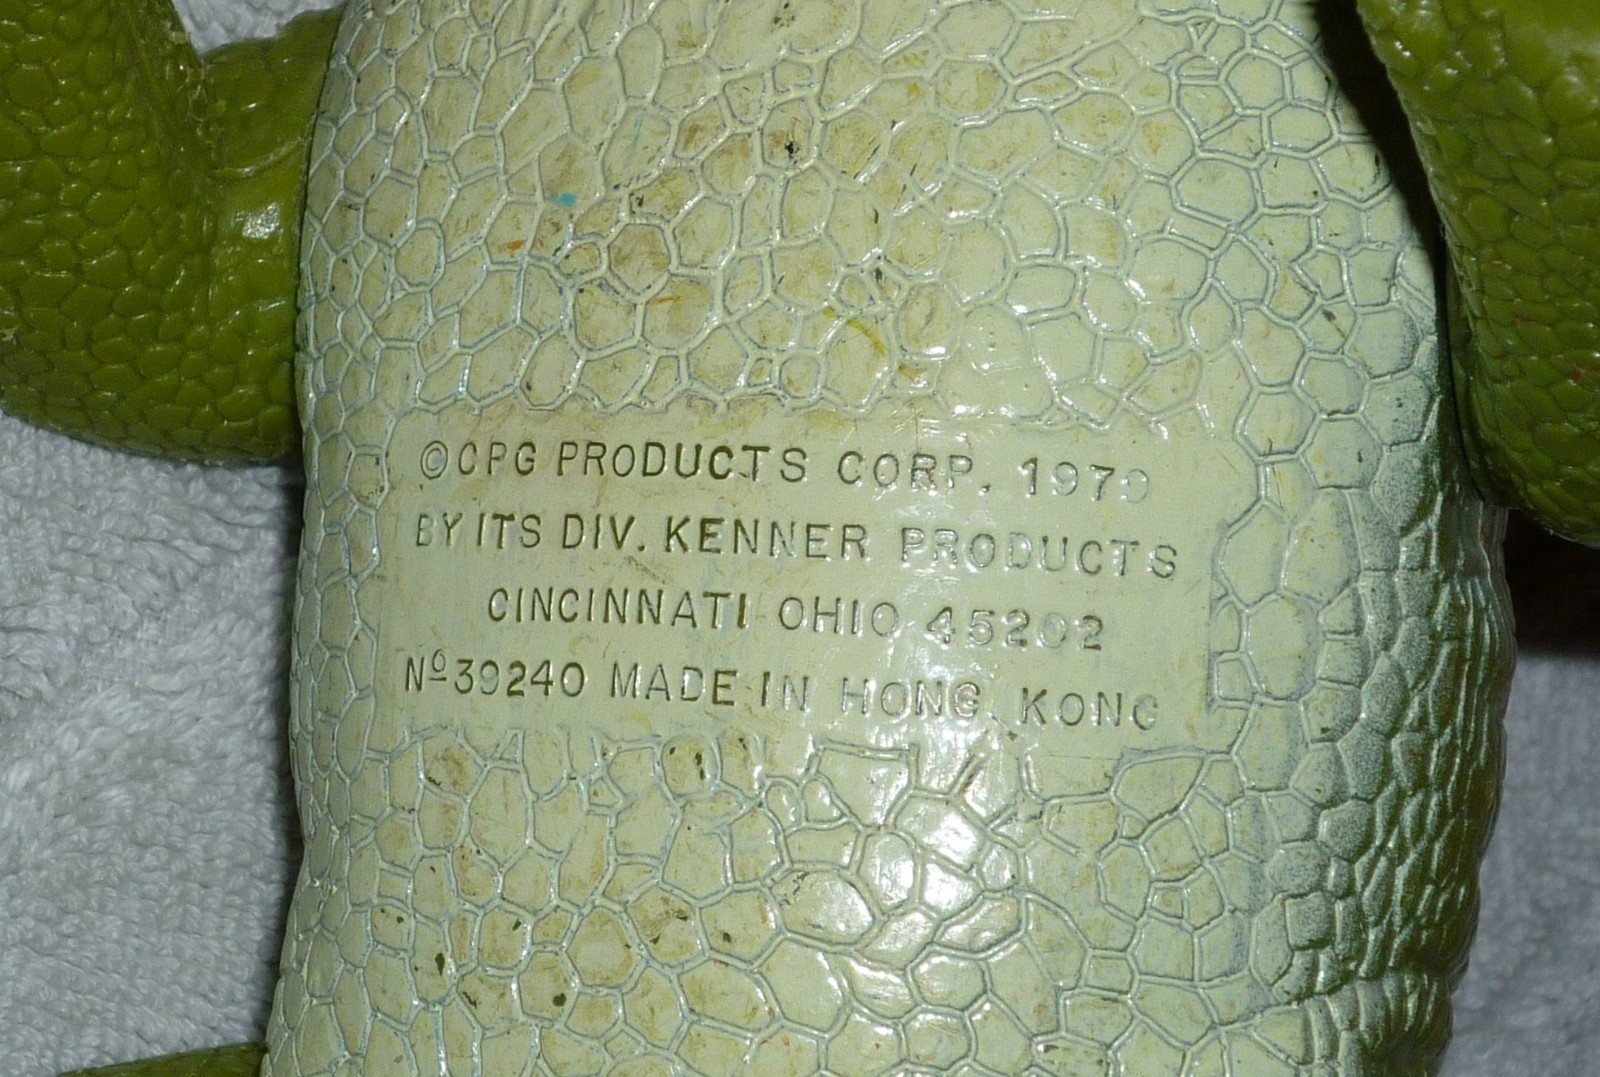 ©CPG PRODUCTS CORP. 1979
BY ITS DIV. KENNER PRODUCTS
CINCINNATI OHIO 45202
Nº39240 MADE IN HONG KONG